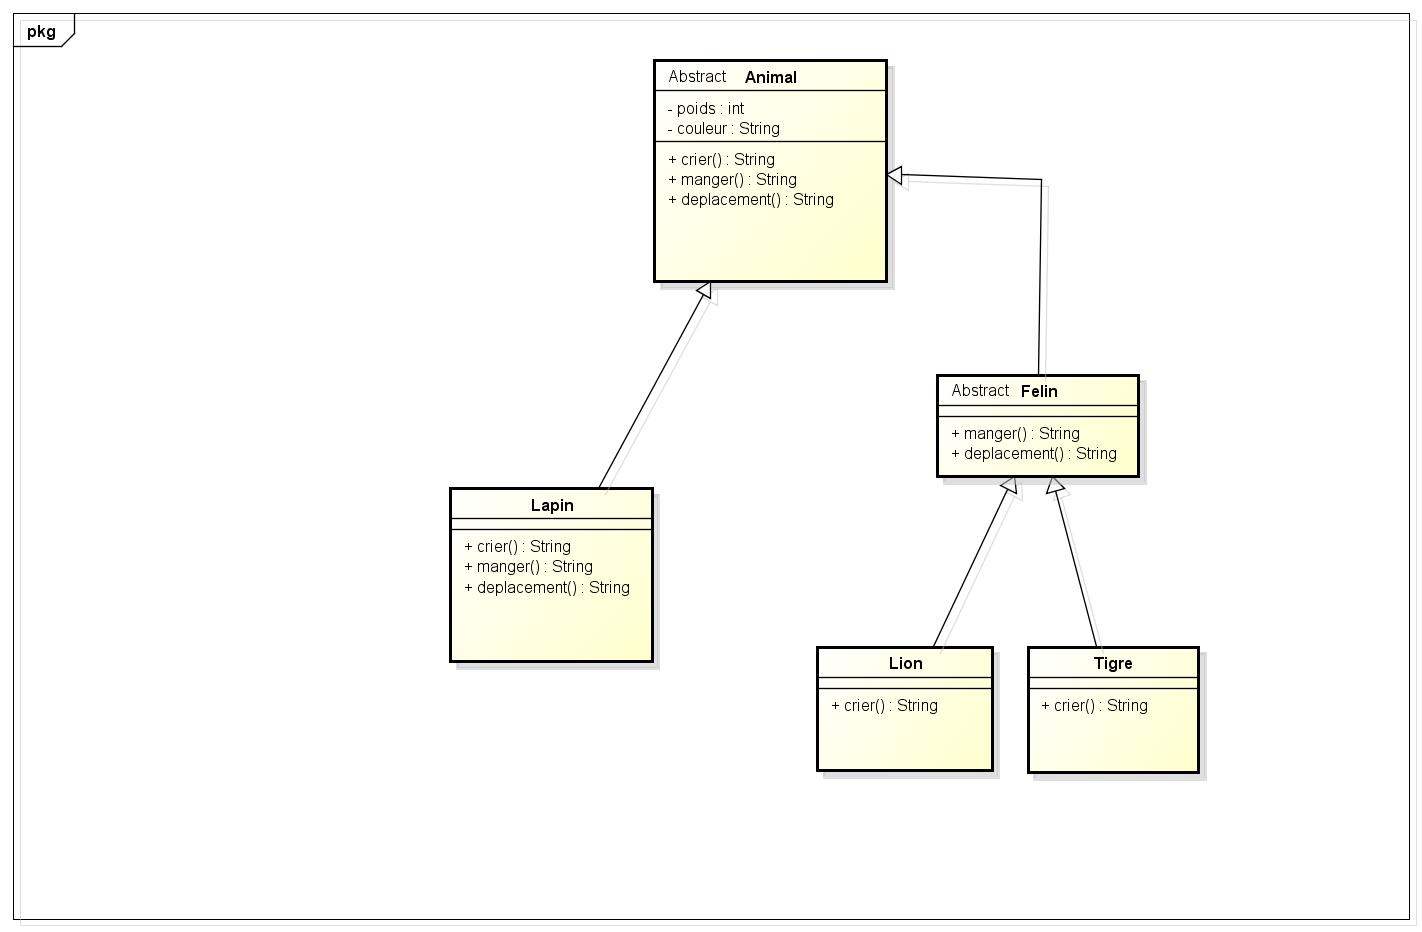 pkg
Abstract Animal
- poids : int
- couleur : String
+ crier() : String
+ manger() : String
+ deplacement() : String
Abstract Felin
+ manger() : String
+ deplacement() : String
Lapin
+ crier() : String
+ manger() : String
+ deplacement() : String
Lion
+ crier() : String
Tigre
+ crier() : String